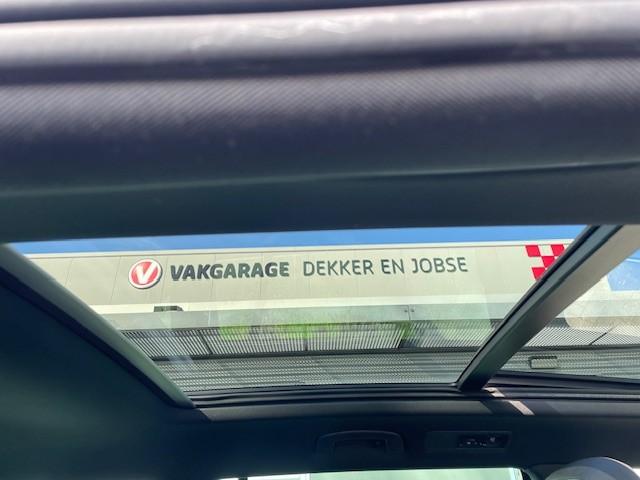 V VAKGARAGE DEKKER EN JOBSE